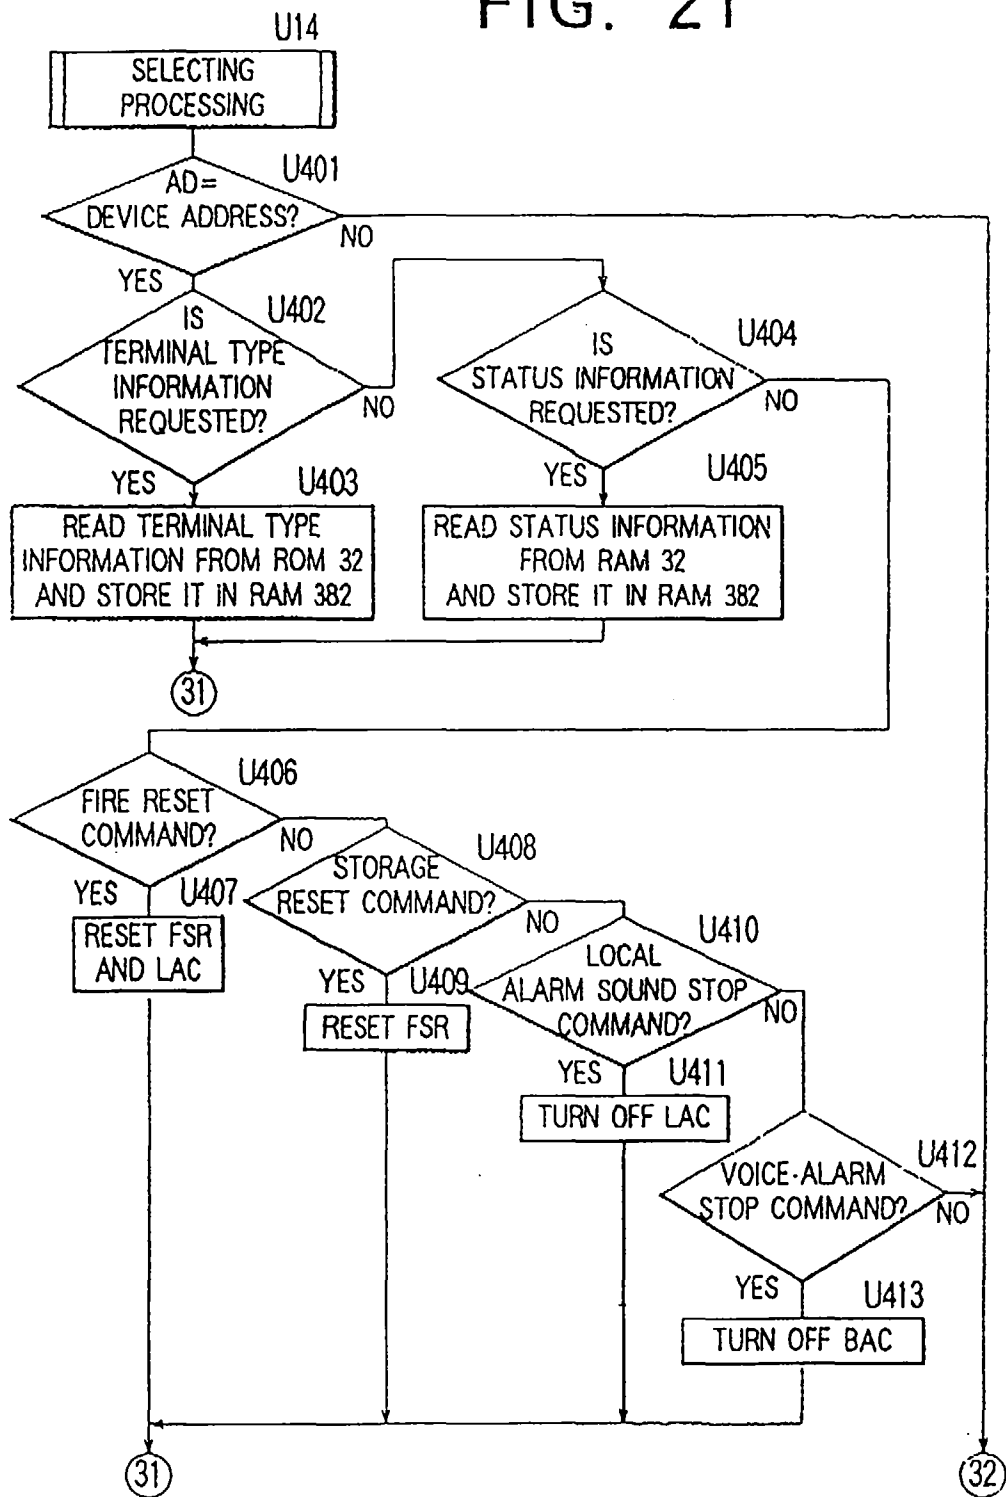 FIG. 21
U14
SELECTING
PROCESSING
U401
AD=
DEVICE ADDRESS?
NO
YES
U402
IS
TERMINAL TYPE
INFORMATION
REQUESTED?
NO
U404
IS
STATUS INFORMATION
REQUESTED?
NO
YES
U403
READ TERMINAL TYPE
INFORMATION FROM ROM 32
AND STORE IT IN RAM 382
YES
U405
READ STATUS INFORMATION
FROM RAM 32
AND STORE IT IN RAM 382
31
U406
FIRE RESET
COMMAND?
NO
YES
U407
RESET FSR
AND LAC
U408
STORAGE
RESET COMMAND?
NO
YES
U409
RESET FSR
U410
LOCAL
ALARM SOUND STOP
COMMAND?
NO
YES
U411
TURN OFF LAC
U412
VOICE-ALARM
STOP COMMAND?
NO
YES
U413
TURN OFF BAC
31
32